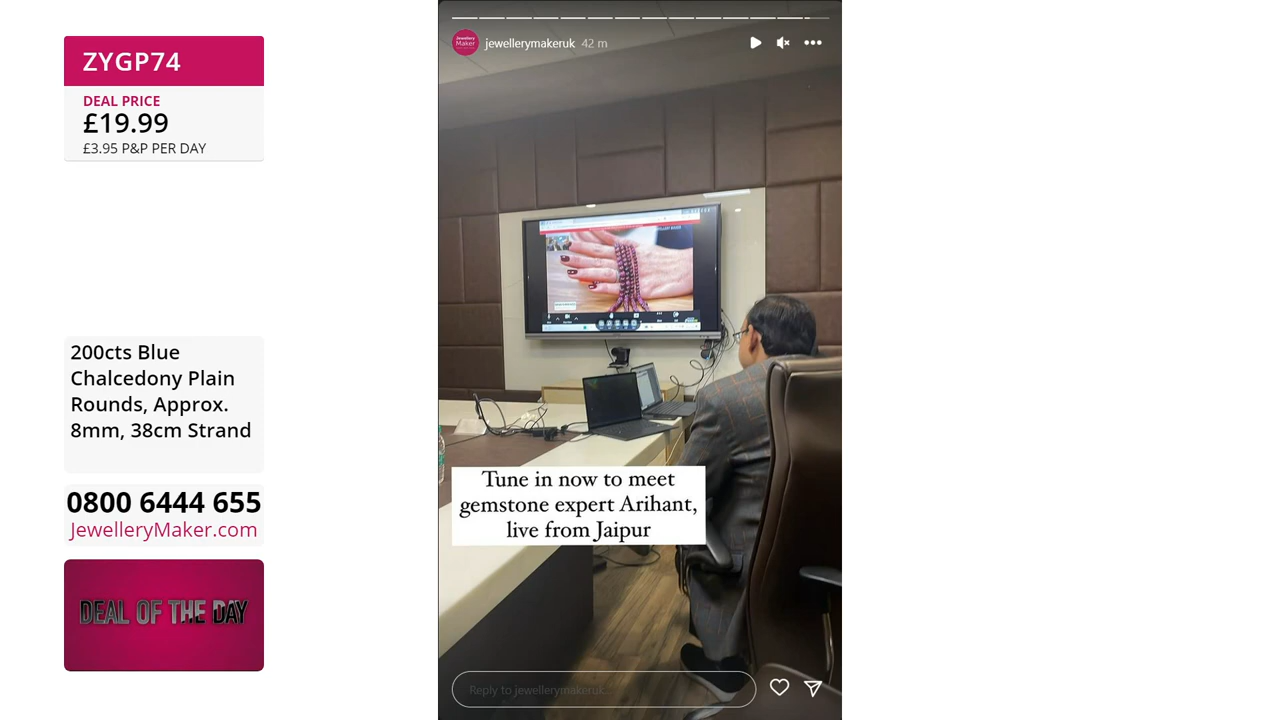 ZYGP74
DEAL PRICE
£19.99
£3.95 P&P PER DAY
200cts Blue
Chalcedony Plain
Rounds, Approx.
8mm, 38cm Strand
0800 6444 655
JewelleryMaker.com
DEAL OF THE DAY
Jewellery
Maker
jewellerymakeruk 42 m
Tune in now to meet
gemstone expert Arihant,
live from Jaipur
Reply to jewellerymakeruk...